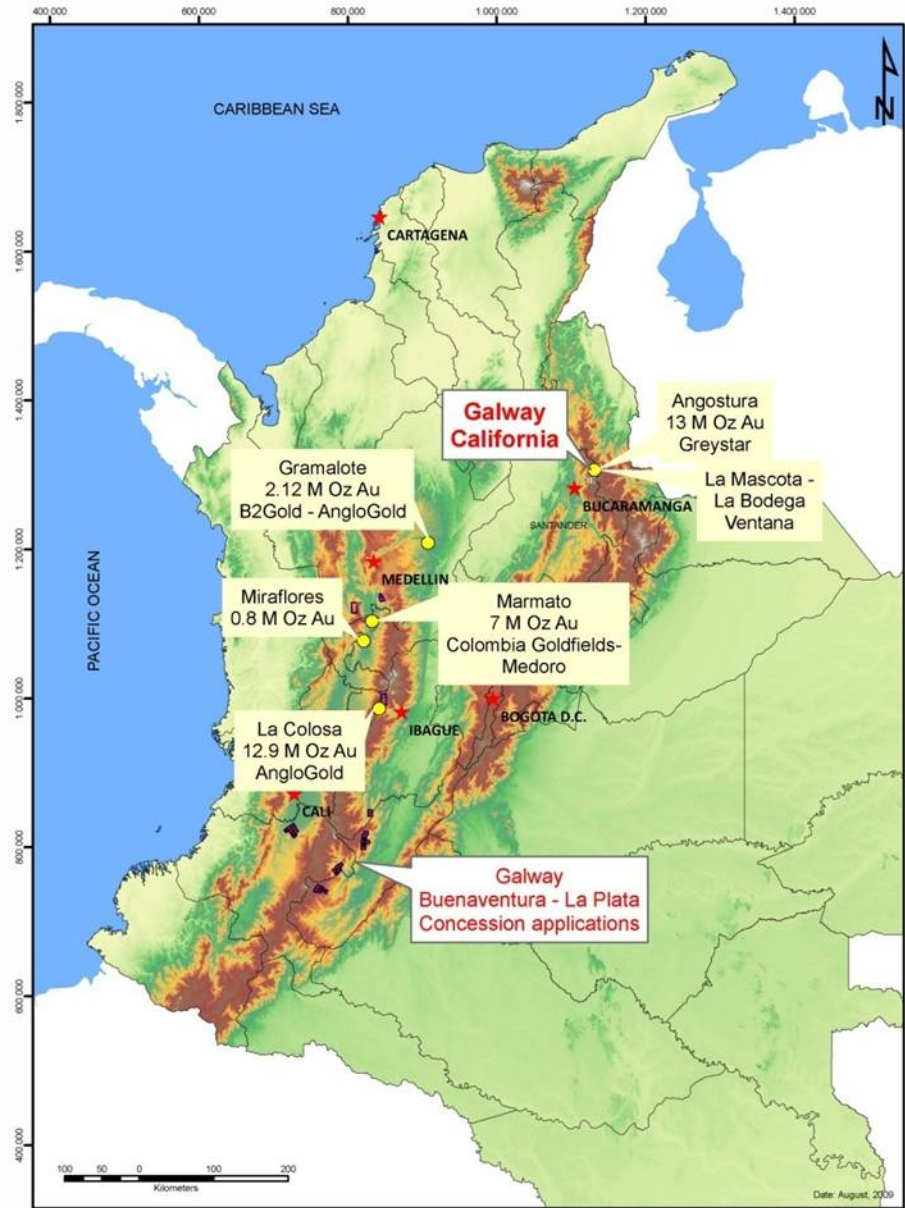 400.000
600.000
800.000
1.000.000
1.200.000
1.400.000
N
CARIBBEAN SEA
1.800.000
CARTAGENA
1.600.000
1.400.000
Galway
California
Angostura
13 M Oz Au
Greystar
Gramalote
2.12 M Oz Au
B2Gold - AngloGold
La Mascota -
La Bodega
Ventana
BUCARAMANGA
SANTANDER
1.200.000
PACIFIC OCEAN
MEDELLIN
Miraflores
0.8 M Oz Au
Marmato
7 M Oz Au
Colombia Goldfields-
Medoro
1.000.000
IBAGUE
BOGOTA D.C.
La Colosa
12.9 M Oz Au
AngloGold
CALI
800.000
Galway
Buenaventura - La Plata
Concession applications
600.000
400.000
100 50 0 100 200
Kilometers
Date: August, 2009